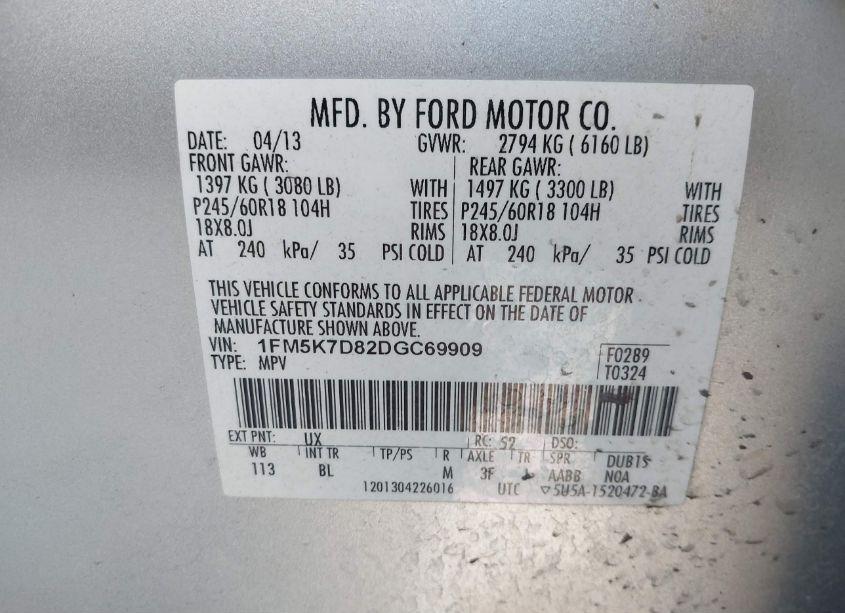 MFD. BY FORD MOTOR CO.
DATE: 04/13 GVWR: 2794 KG ( 6160 LB)
FRONT GAWR: REAR GAWR:
1397 KG ( 3080 LB) WITH 1497 KG ( 3300 LB) WITH
P245/60R18 104H TIRES P245/60R18 104H TIRES
18X8.0J RIMS 18X8.0J RIMS
AT 240 kPa/ 35 PSI COLD AT 240 kPa/ 35 PSI COLD
THIS VEHICLE CONFORMS TO ALL APPLICABLE FEDERAL MOTOR
VEHICLE SAFETY STANDARDS IN EFFECT ON THE DATE OF
MANUFACTURE SHOWN ABOVE.
VIN: 1FM5K7D82DGC69909 F0289
TYPE: MPV T0324
EXT PNT: UX RC: 52 DSO:
WB INT TR TP/PS R AXLE TR SPR DUB15
113 BL M 3F AABB N0A
1201304226016 UTC ▽5U5A-1520472-BA